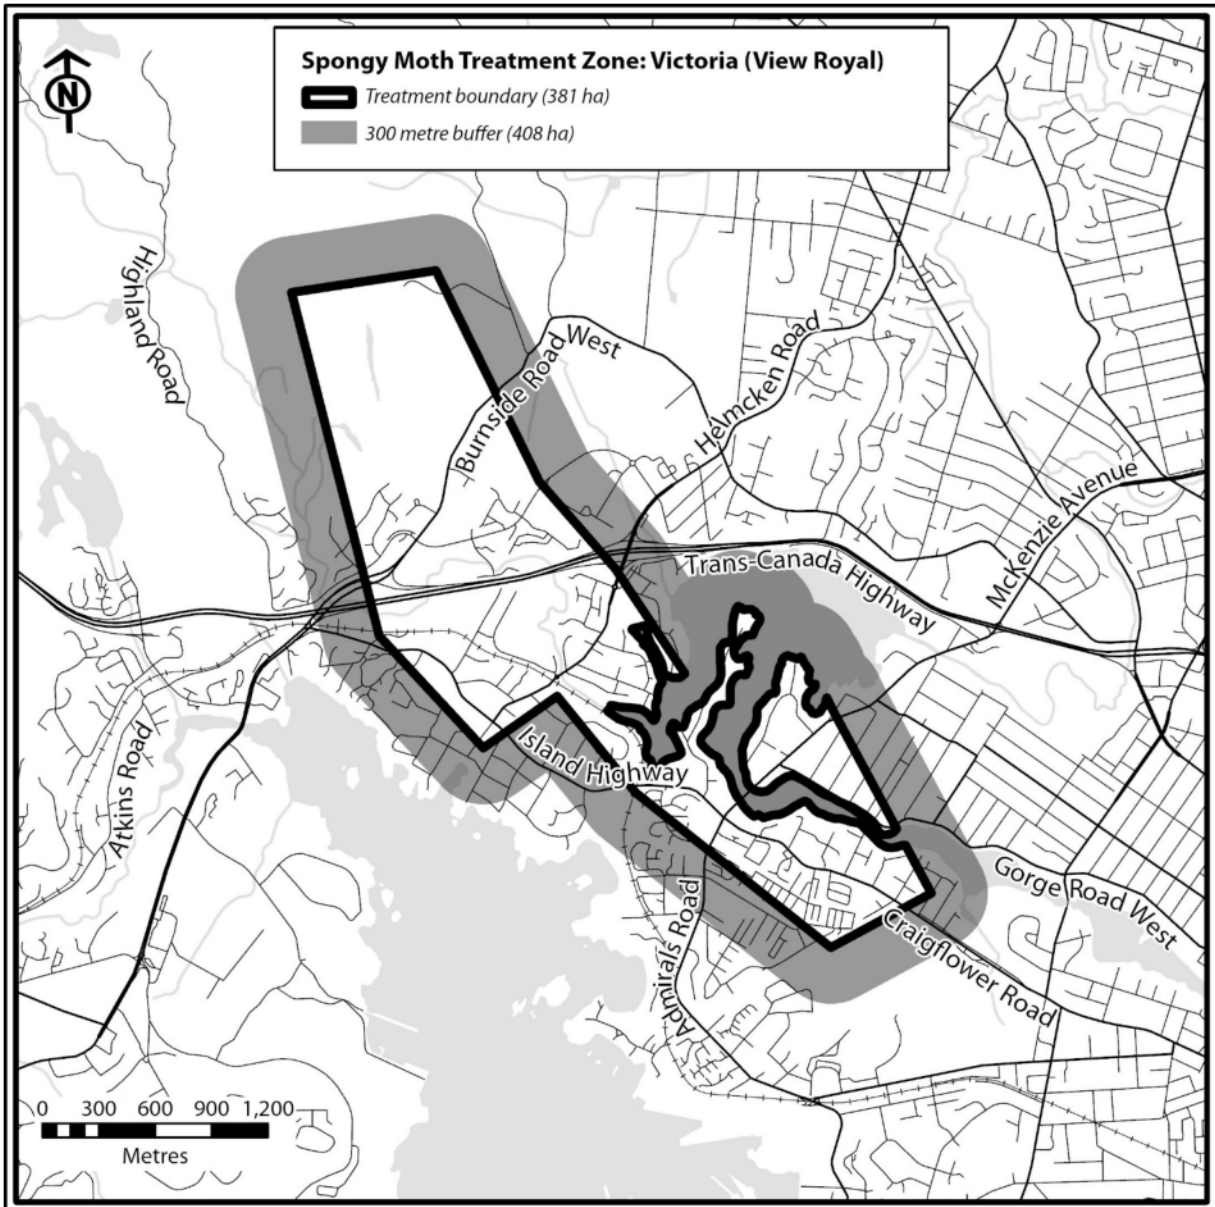 Spongy Moth Treatment Zone: Victoria (View Royal)
Treatment boundary (381 ha)
300 metre buffer (408 ha)
N
Highland Road
Burnside Road West
Helmcken Road
McKenzie Avenue
Trans-Canada Highway
Atkins Road
Island Highway
Admirals Road
Gorge Road West
Craigflower Road
0 300 600 900 1,200
Metres